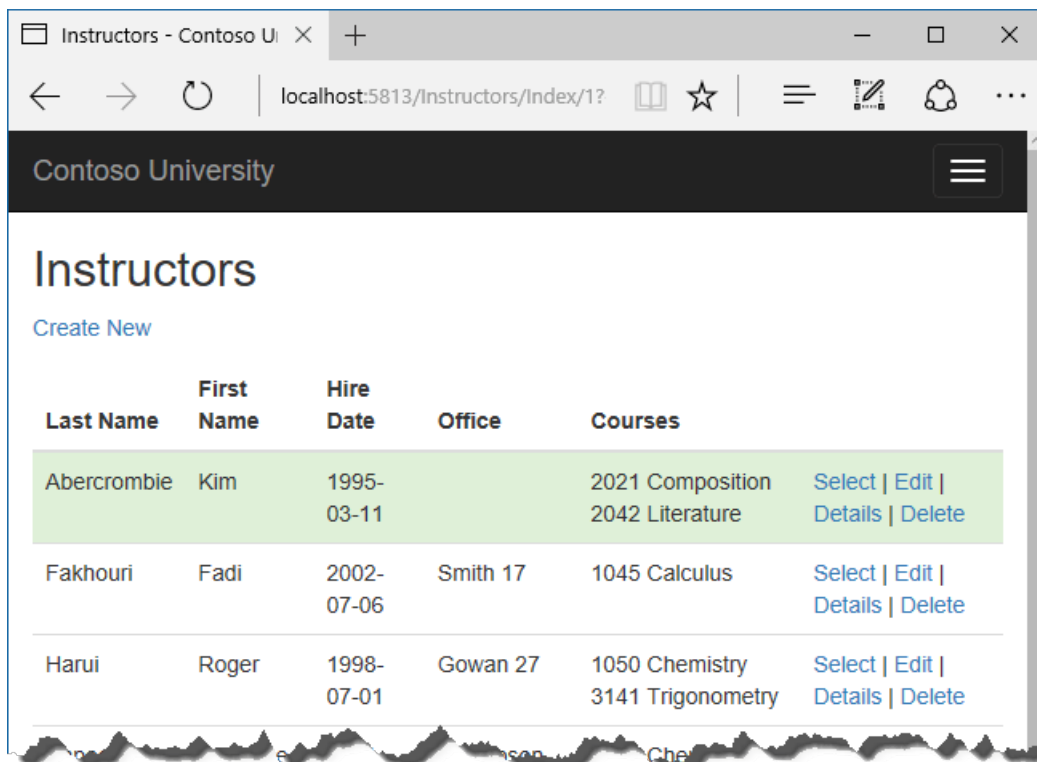 Instructors - Contoso U
localhost:5813/Instructors/Index/1?
Contoso University
Instructors
Create New
Last Name First Name Hire Date Office Courses
Abercrombie Kim 1995-03-11 2021 Composition Select | Edit |
2042 Literature Details | Delete
Fakhouri Fadi 2002-07-06 Smith 17 1045 Calculus Select | Edit |
Details | Delete
Harui Roger 1998-07-01 Gowan 27 1050 Chemistry Select | Edit |
3141 Trigonometry Details | Delete